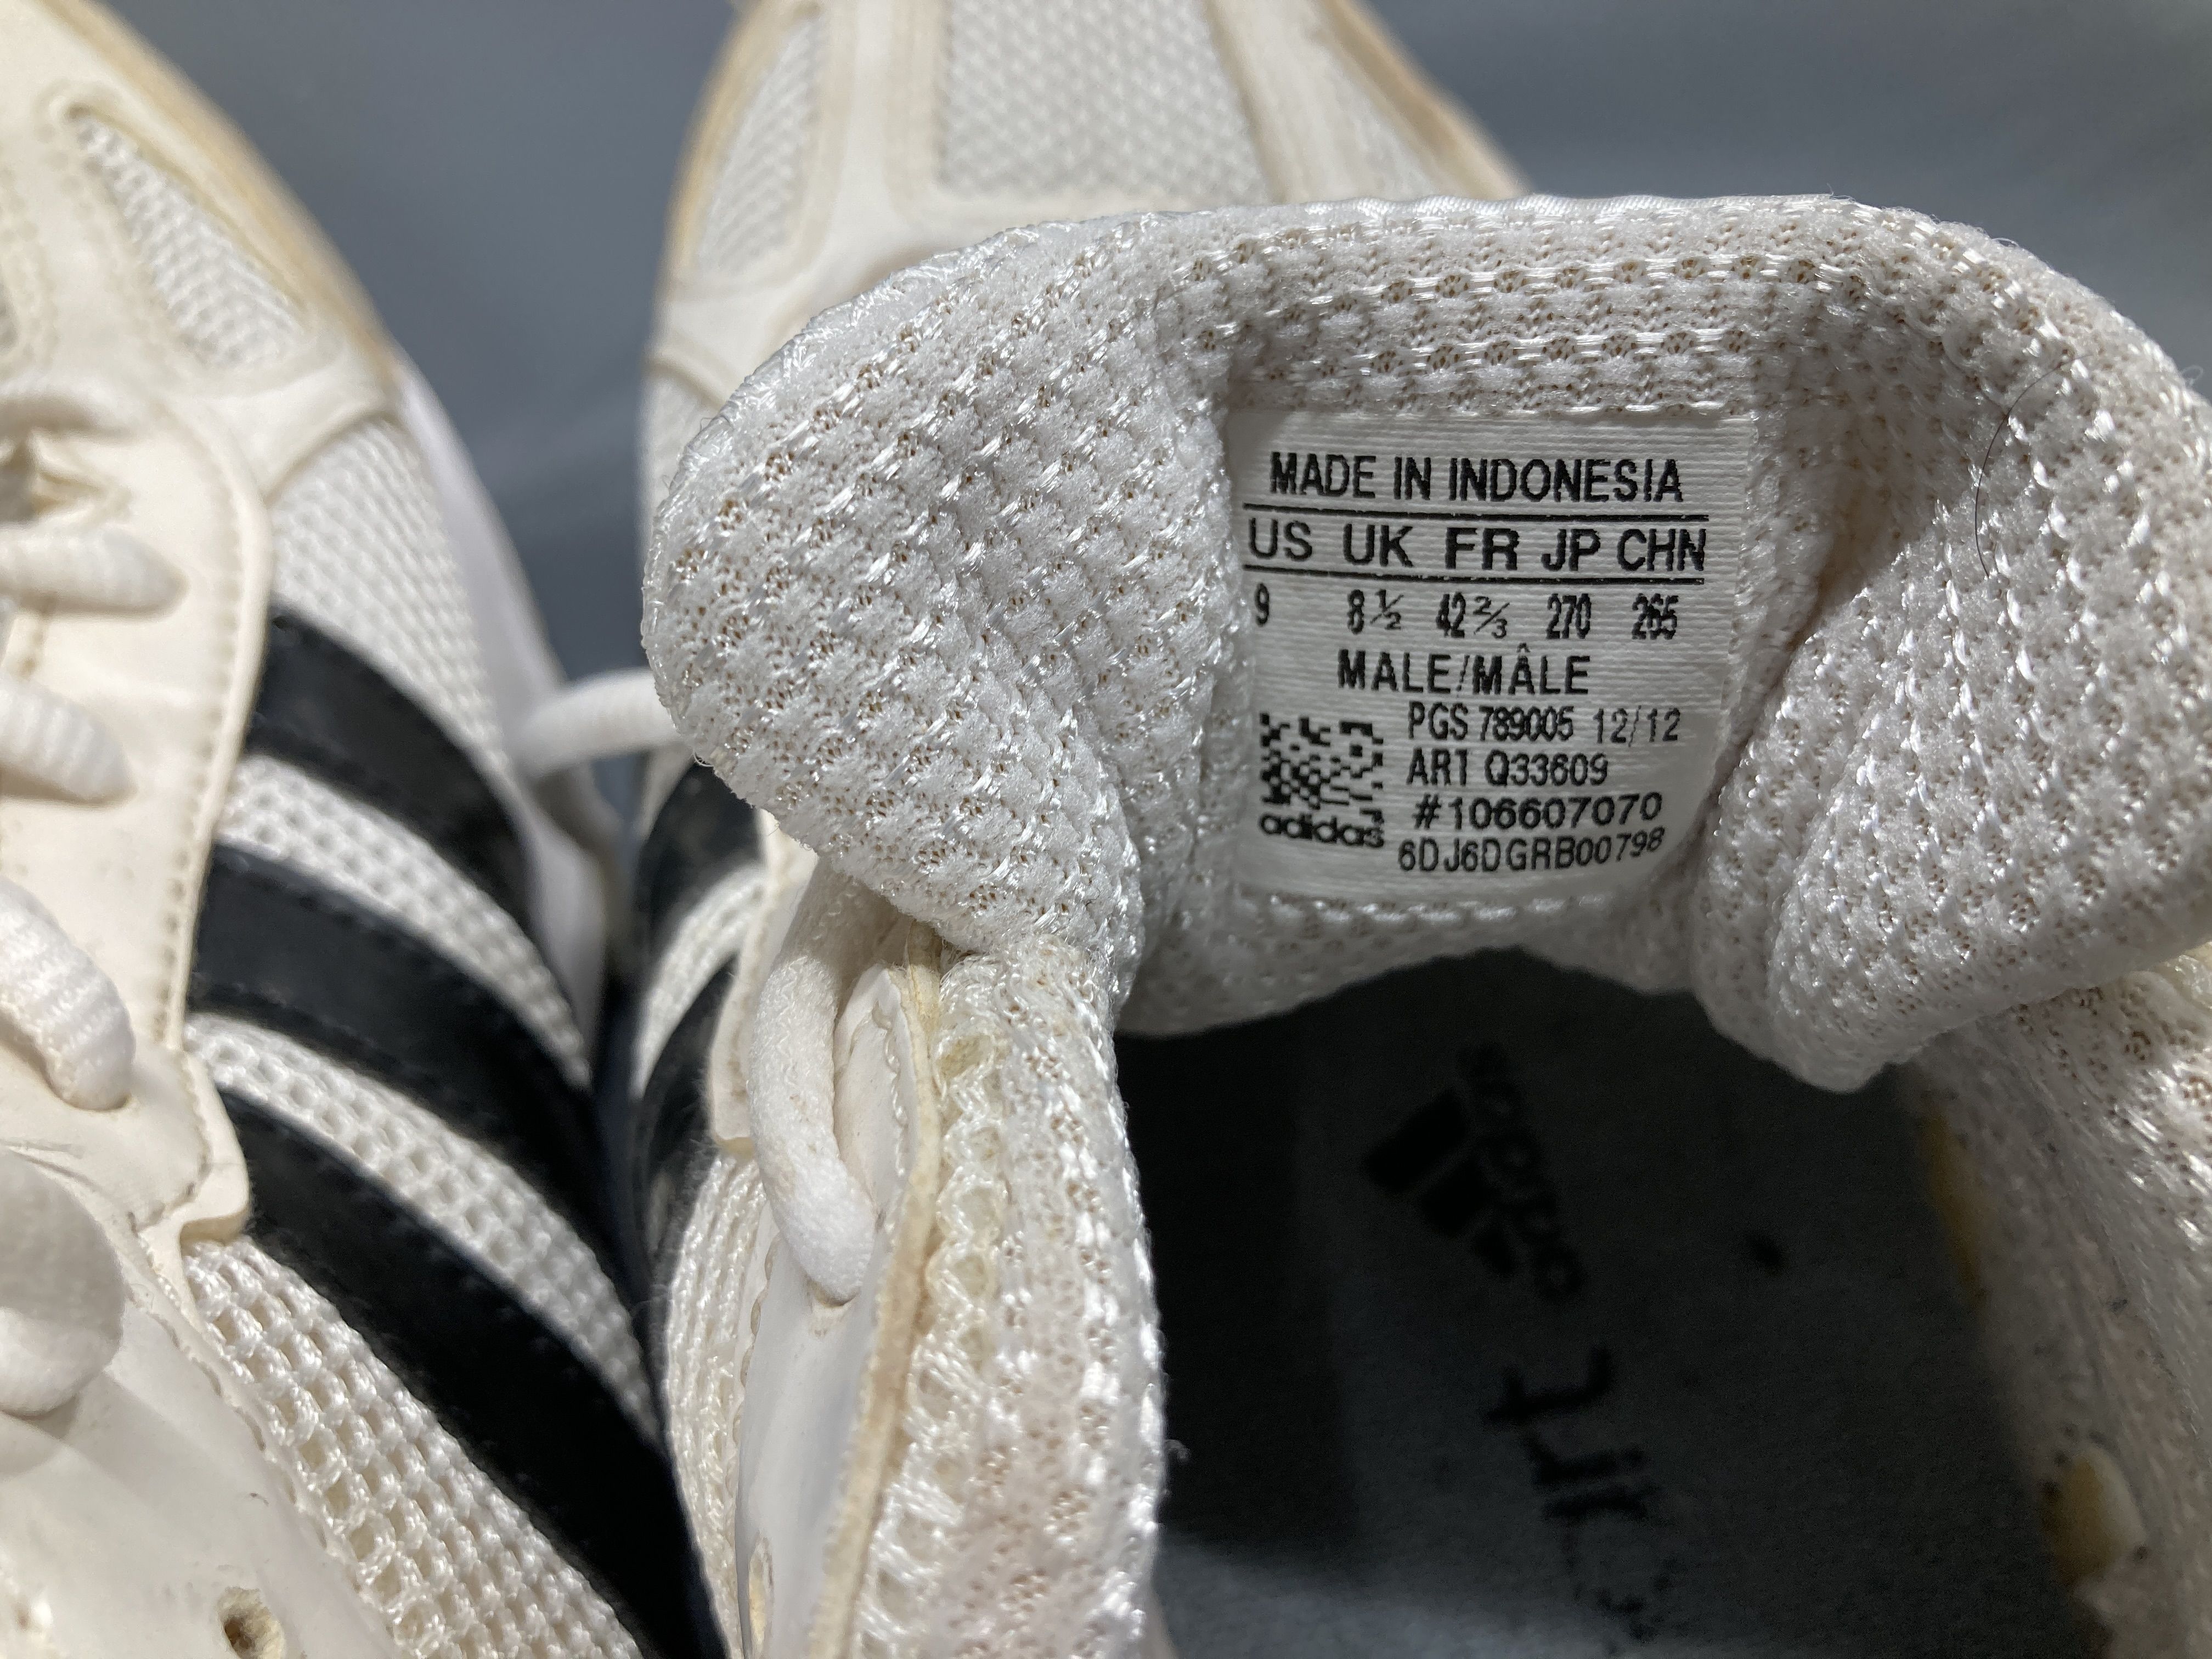 MADE IN INDONESIA
US UK FR JP CHN
9 8½ 42⅔ 270 265
MALE/MÂLE
PGS 789005 12/12
ART Q33609
#106607070
adidas
6DJ6DGRB00798
adidas